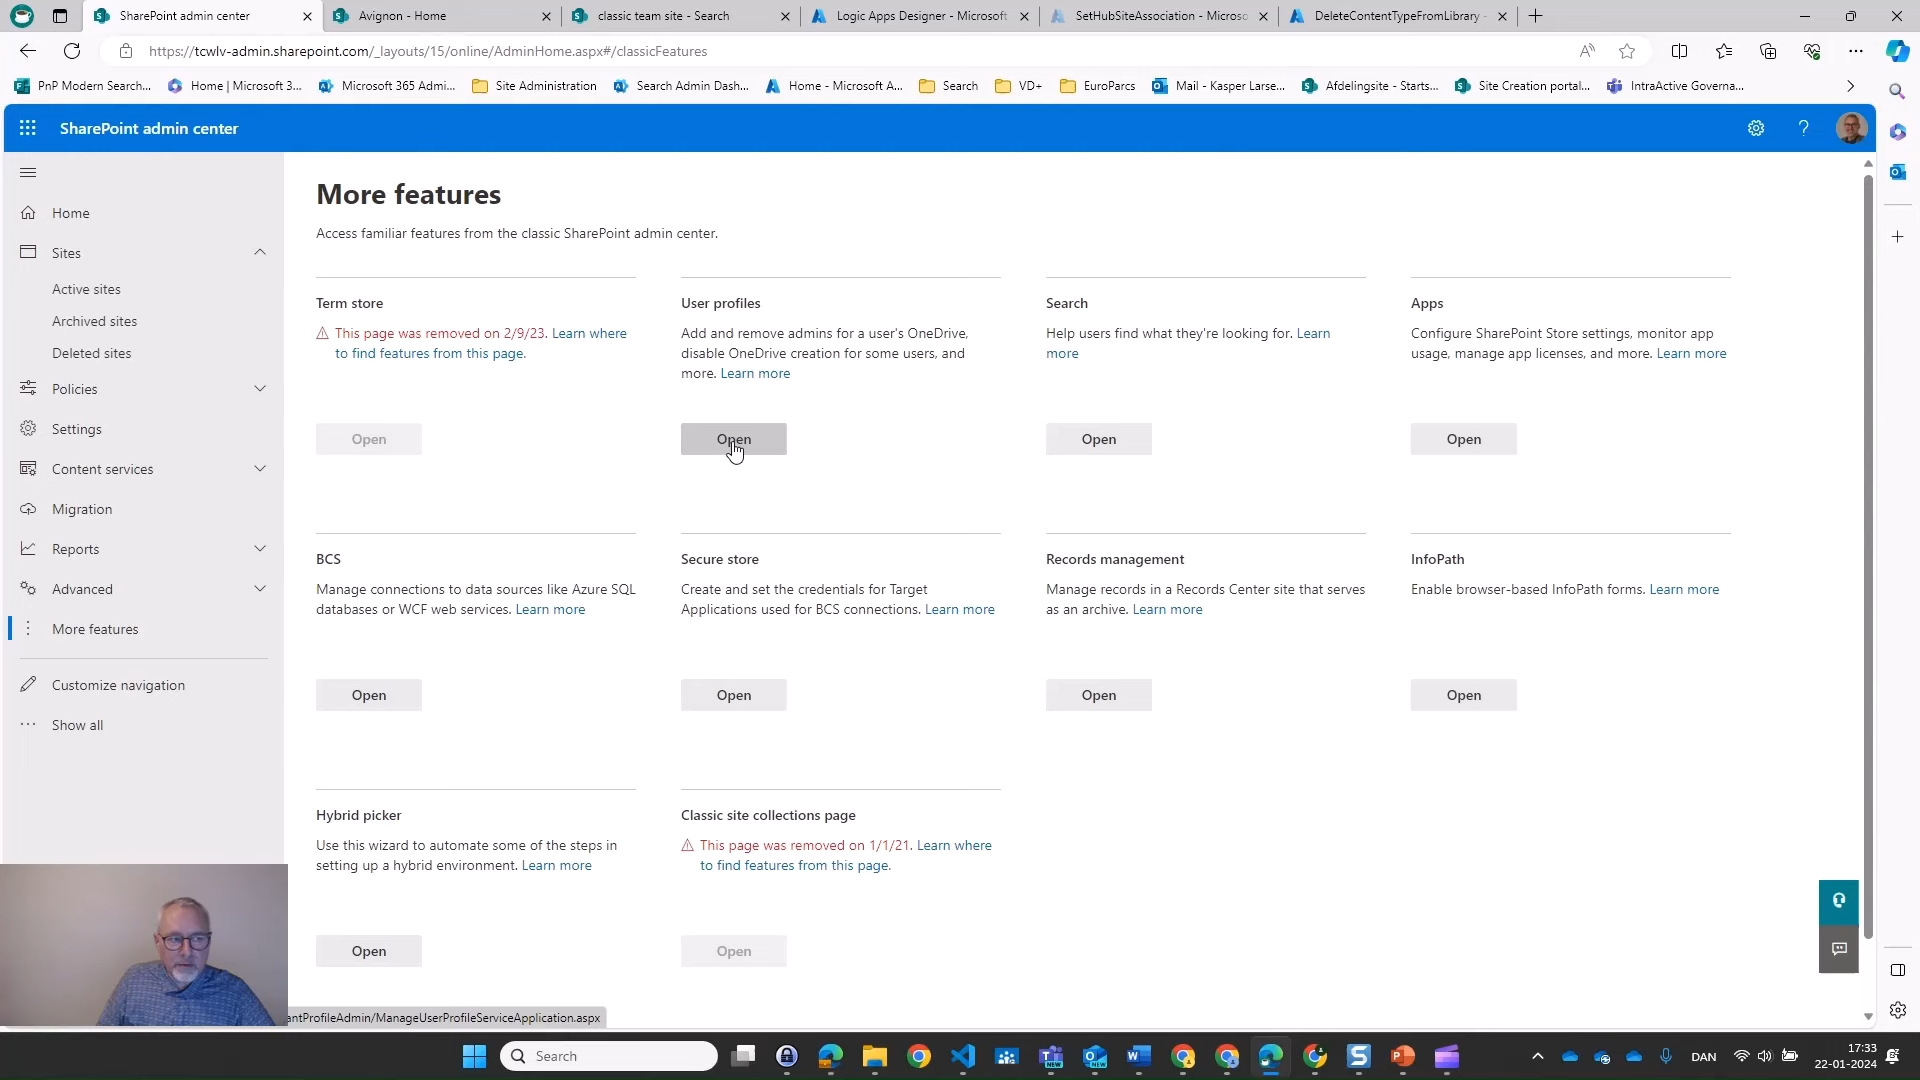 SharePoint admin center
Avignon - Home
classic team site - Search
Logic Apps Designer - Microsoft
SetHubSiteAssociation - Microso
DeleteContentTypeFromLibrary -
https://tcwlv-admin.sharepoint.com/_layouts/15/online/AdminHome.aspx#/classicFeatures
PnP Modern Search...
Home | Microsoft 3...
Microsoft 365 Admi...
Site Administration
Search Admin Dash...
Home - Microsoft A...
Search
VD+
EuroParcs
Mail - Kasper Larse...
Afdelingsite - Starts...
Site Creation portal...
IntraActive Governa...
SharePoint admin center
Home
Sites
Active sites
Archived sites
Deleted sites
Policies
Settings
Content services
Migration
Reports
Advanced
More features
Customize navigation
Show all
More features
Access familiar features from the classic SharePoint admin center.
Term store
This page was removed on 2/9/23. Learn where
to find features from this page.
Open
User profiles
Add and remove admins for a user's OneDrive,
disable OneDrive creation for some users, and
more. Learn more
Open
Search
Help users find what they're looking for. Learn
more
Open
Apps
Configure SharePoint Store settings, monitor app
usage, manage app licenses, and more. Learn more
Open
BCS
Manage connections to data sources like Azure SQL
databases or WCF web services. Learn more
Open
Secure store
Create and set the credentials for Target
Applications used for BCS connections. Learn more
Open
Records management
Manage records in a Records Center site that serves
as an archive. Learn more
Open
InfoPath
Enable browser-based InfoPath forms. Learn more
Open
Hybrid picker
Use this wizard to automate some of the steps in
setting up a hybrid environment. Learn more
Open
Classic site collections page
This page was removed on 1/1/21. Learn where
to find features from this page.
Open
antProfileAdmin/ManageUserProfileServiceApplication.aspx
Search
NEW
NEW
DAN
17:33
22-01-2024